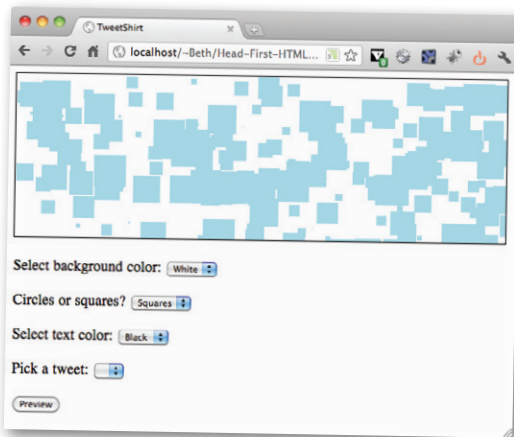 TweetShirt
localhost/~Beth/Head-First-HTML...
Select background color: White
Circles or squares? Squares
Select text color: Black
Pick a tweet:
Preview